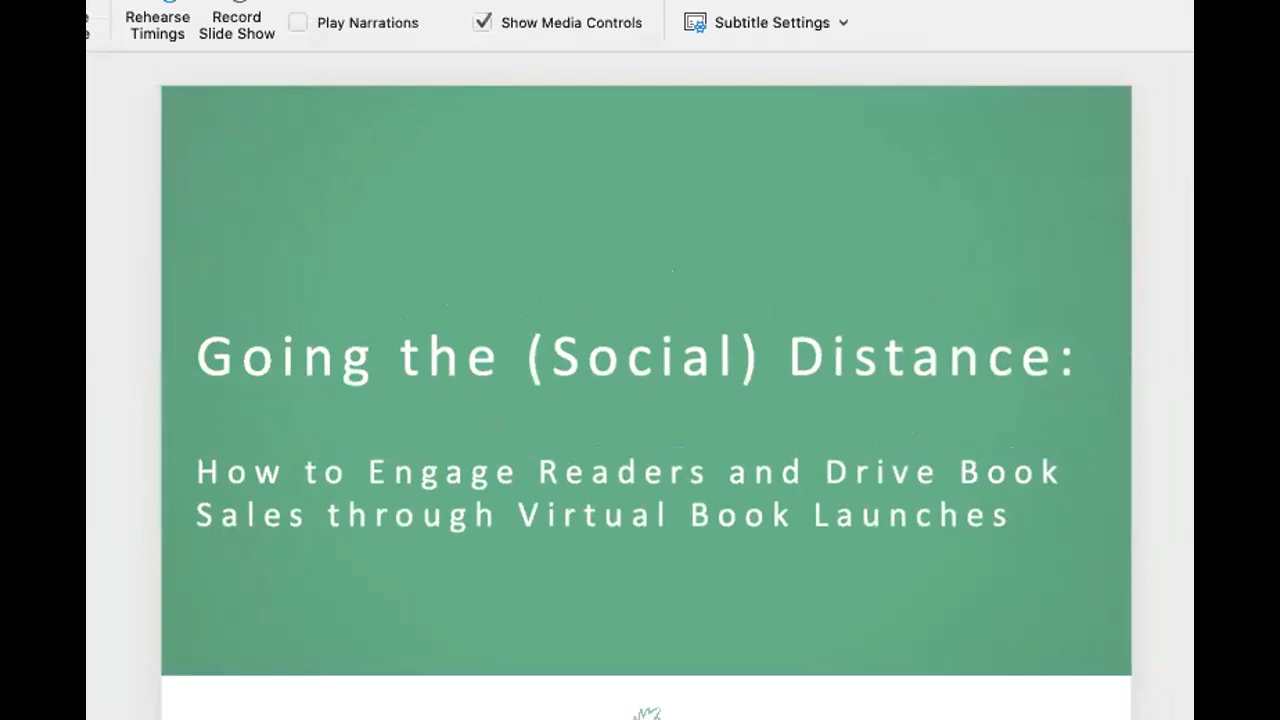 Rehearse Timings
Record Slide Show
Play Narrations
Show Media Controls
Subtitle Settings
Going the (Social) Distance:
How to Engage Readers and Drive Book
Sales through Virtual Book Launches